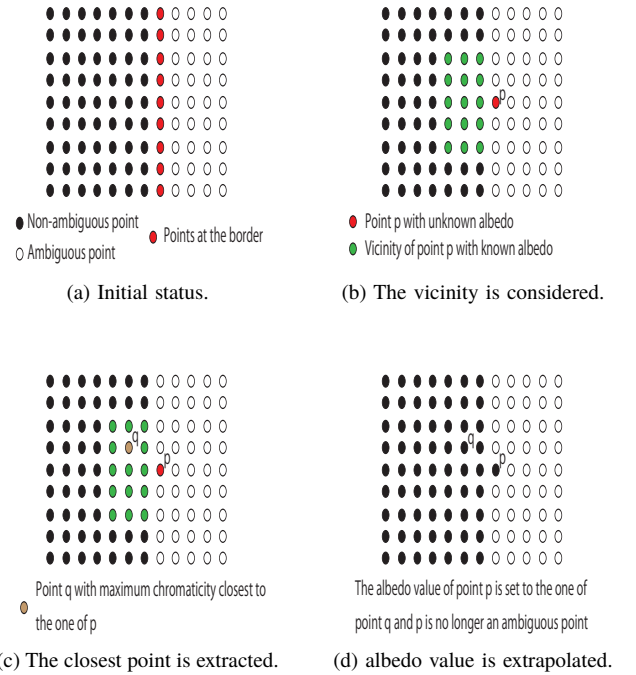 p
Non-ambiguous point
Ambiguous point
Points at the border
Point p with unknown albedo
Vicinity of point p with known albedo
(a) Initial status.
(b) The vicinity is considered.
q
p
q
p
Point q with maximum chromaticity closest to
the one of p
The albedo value of point p is set to the one of
point q and p is no longer an ambiguous point
(c) The closest point is extracted.
(d) albedo value is extrapolated.